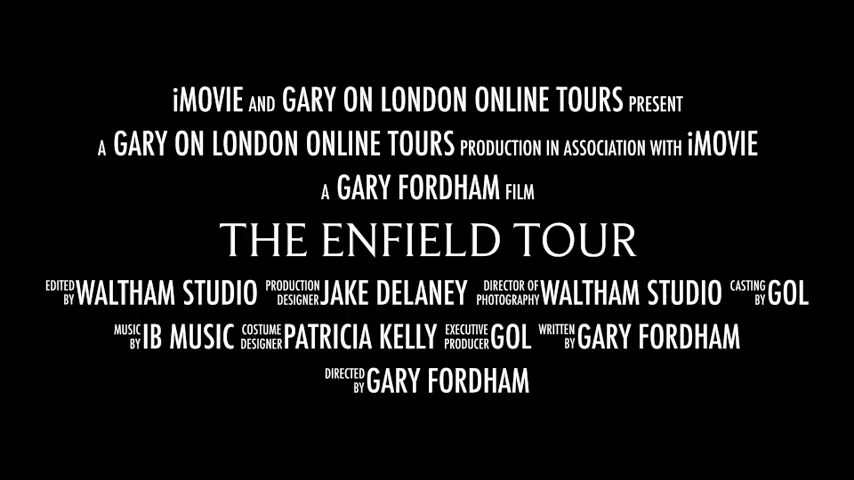 iMOVIE AND GARY ON LONDON ONLINE TOURS PRESENT
A GARY ON LONDON ONLINE TOURS PRODUCTION IN ASSOCIATION WITH iMOVIE
A GARY FORDHAM FILM
THE ENFIELD TOUR
EDITED BY WALTHAM STUDIO PRODUCTION DESIGNER JAKE DELANEY DIRECTOR OF PHOTOGRAPHY WALTHAM STUDIO CASTING BY GOL
MUSIC BY IB MUSIC COSTUME DESIGNER PATRICIA KELLY EXECUTIVE PRODUCER GOL WRITTEN BY GARY FORDHAM
DIRECTED BY GARY FORDHAM